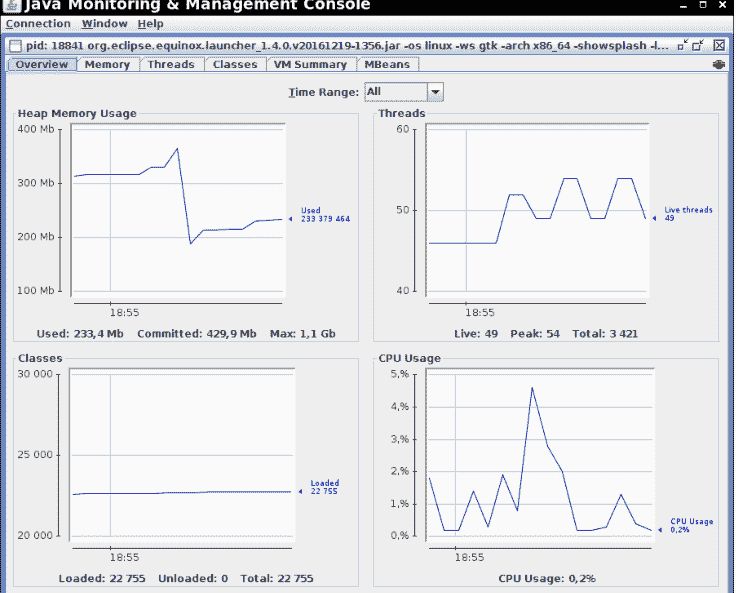 Java Monitoring & Management Console
Connection Window Help
pid: 18841 org.eclipse.equinox.launcher_1.4.0.v20161219-1356.jar -os linux -ws gtk -arch x86_64 -showsplash -l...
Overview Memory Threads Classes VM Summary MBeans
Time Range: All
Heap Memory Usage
400 Mb
300 Mb
200 Mb
100 Mb
Used
233 379 464
18:55
Used: 233,4 Mb Committed: 429,9 Mb Max: 1,1 Gb
Threads
60
50
40
Live threads
49
18:55
Live: 49 Peak: 54 Total: 3 421
Classes
30 000
25 000
20 000
Loaded
22 755
18:55
Loaded: 22 755 Unloaded: 0 Total: 22 755
CPU Usage
5,%
4,%
3,%
2,%
1,%
0,%
CPU Usage
0,2%
18:55
CPU Usage: 0,2%